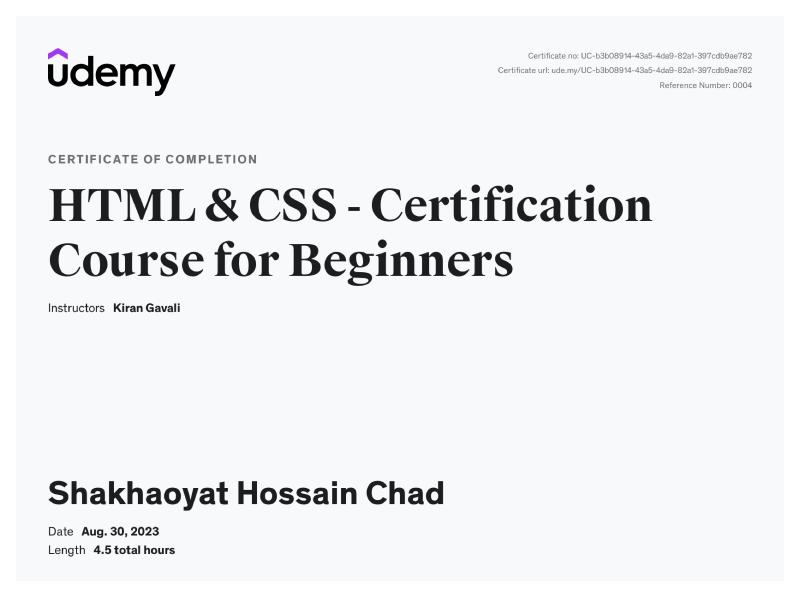 udemy
Certificate no: UC-b3b08914-43a5-4da9-82a1-397cdb9ae782
Certificate url: ude.my/UC-b3b08914-43a5-4da9-82a1-397cdb9ae782
Reference Number: 0004
CERTIFICATE OF COMPLETION
HTML & CSS - Certification
Course for Beginners
Instructors Kiran Gavali
Shakhaoyat Hossain Chad
Date Aug. 30, 2023
Length 4.5 total hours